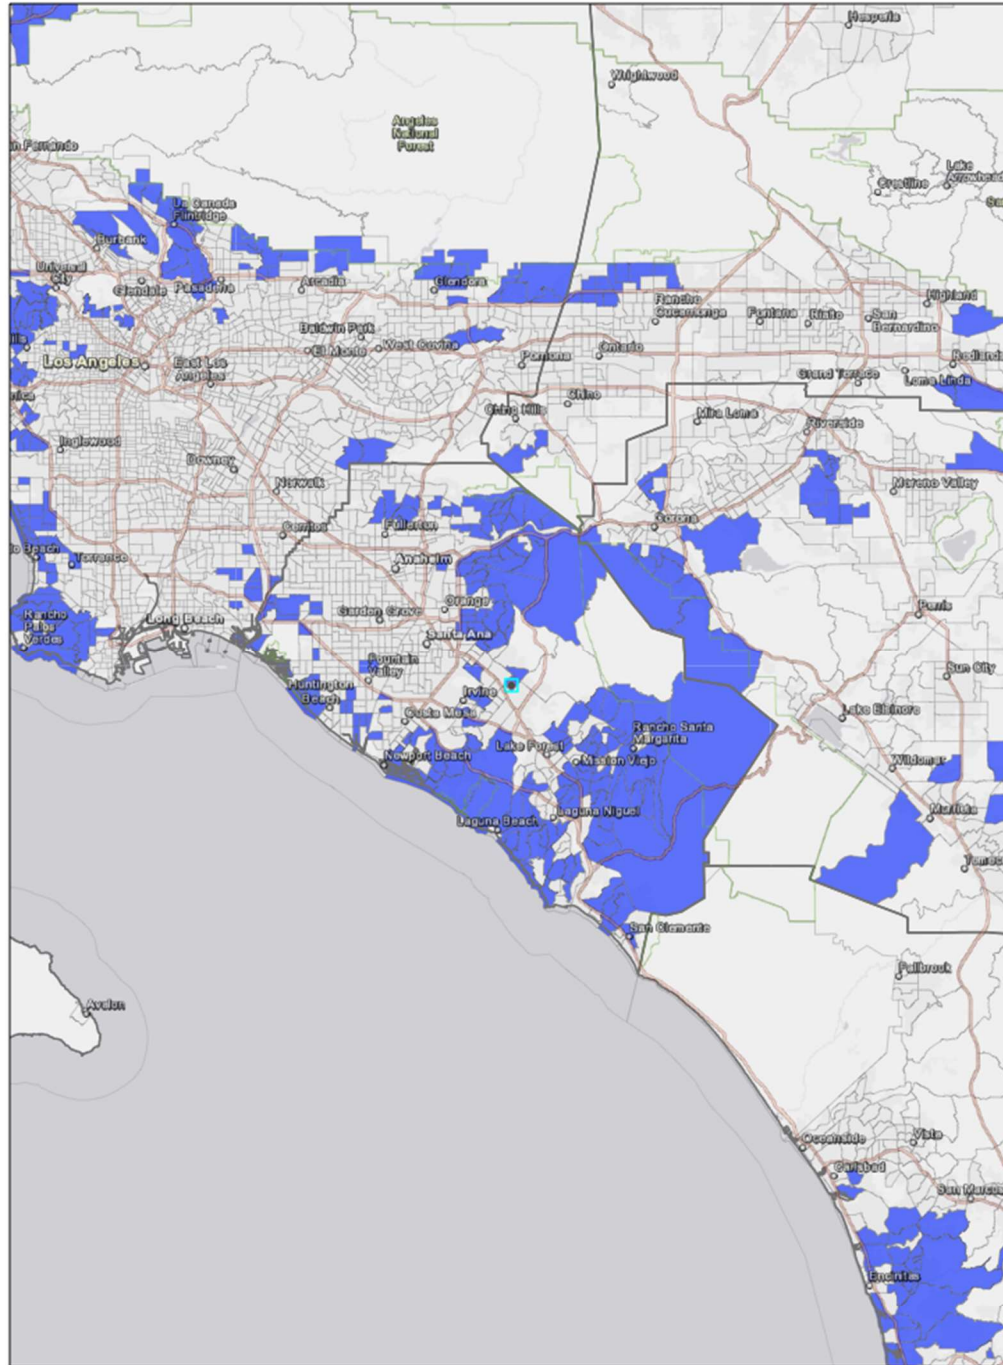 Hesperia
Wrightwood
Angeles
National
Forest
Lake
Arrowhead
Crestline
La Canada
Flintridge
Burbank
Universal
City
Glendale
Pasadena
Arcadia
Glendora
Highland
Rancho
Cucamonga
Fontana
Rialto
San
Bernardino
Baldwin Park
El Monte
West Covina
Los Angeles
East Los
Angeles
Pomona
Ontario
Grand Terrace
Loma Linda
Chino Hills
Chino
Mira Loma
Riverside
Inglewood
Downey
Norwalk
Moreno Valley
Fullerton
Cerritos
Corona
Torrance
Anaheim
Rancho
Palos
Verdes
Long Beach
Garden Grove
Orange
Perris
Santa Ana
Fountain
Valley
Huntington
Beach
Irvine
Costa Mesa
Sun City
Lake Elsinore
Newport Beach
Lake Forest
Rancho Santa
Margarita
Mission Viejo
Wildomar
Laguna Beach
Laguna Niguel
Murrieta
San Clemente
Fallbrook
Avalon
Oceanside
Vista
Carlsbad
Encinitas